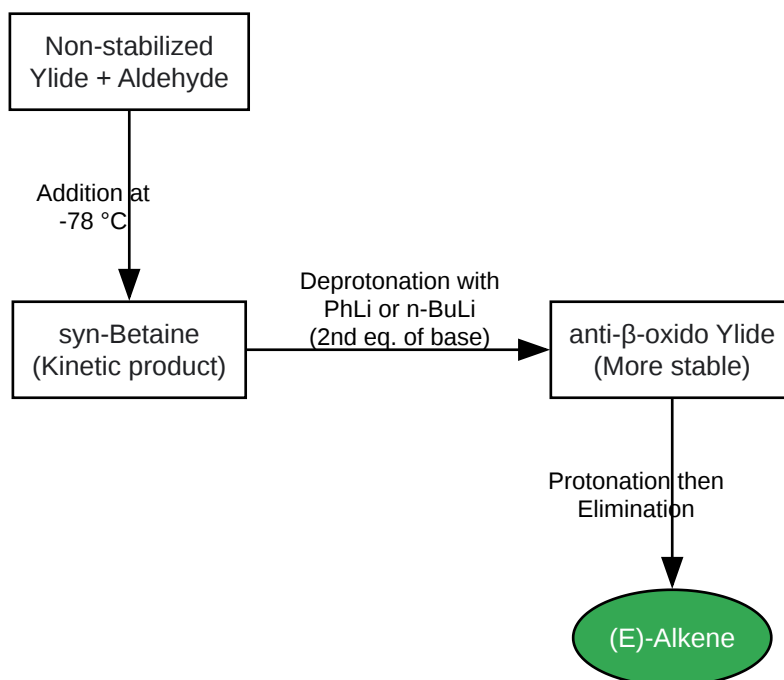 Non-stabilized
Ylide + Aldehyde
Addition at
-78 °C
syn-Betaine
(Kinetic product)
Deprotonation with
PhLi or n-BuLi
(2nd eq. of base)
anti-β-oxido Ylide
(More stable)
Protonation then
Elimination
(E)-Alkene